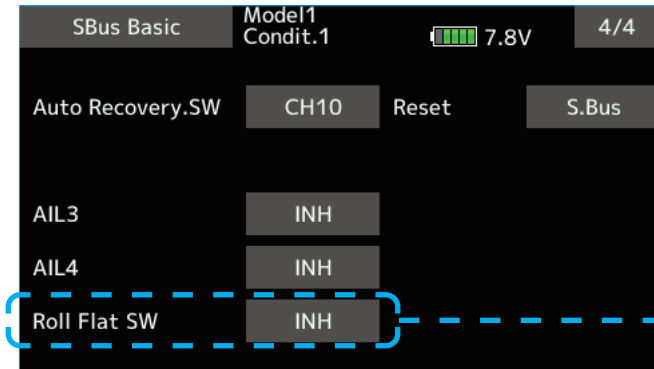 SBus Basic Model1 Condit.1 7.8V 4/4
Auto Recovery.SW CH10 Reset S.Bus
AIL3 INH
AIL4 INH
Roll Flat SW INH